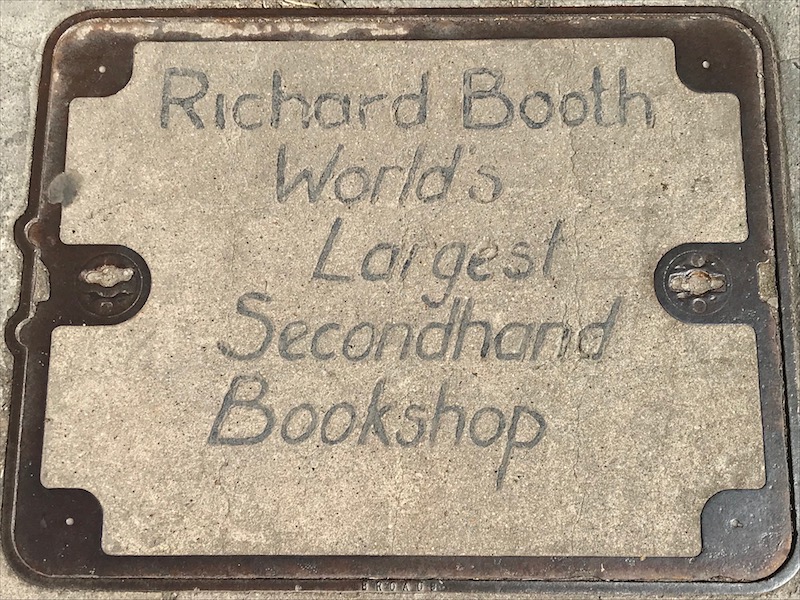 Richard Booth
World's
Largest
Secondhand
Bookshop